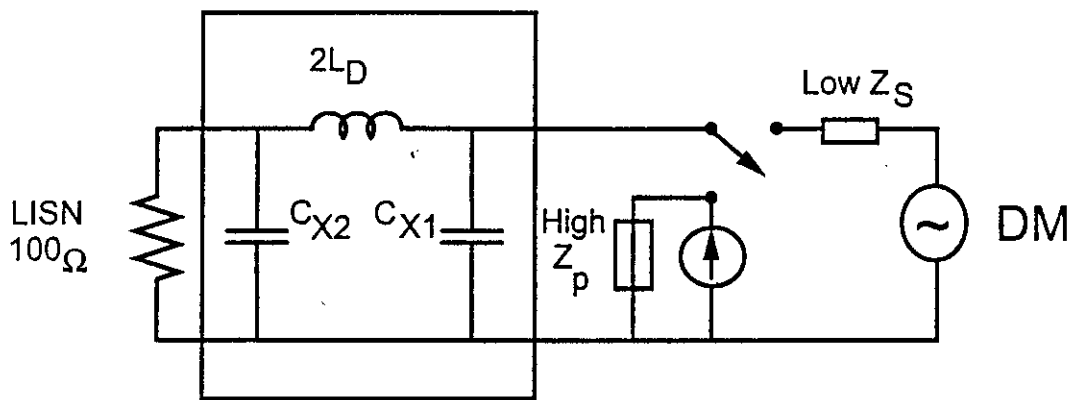 2LD
Low ZS
LISN
100Ω
CX2
CX1
High
Zp
~
DM